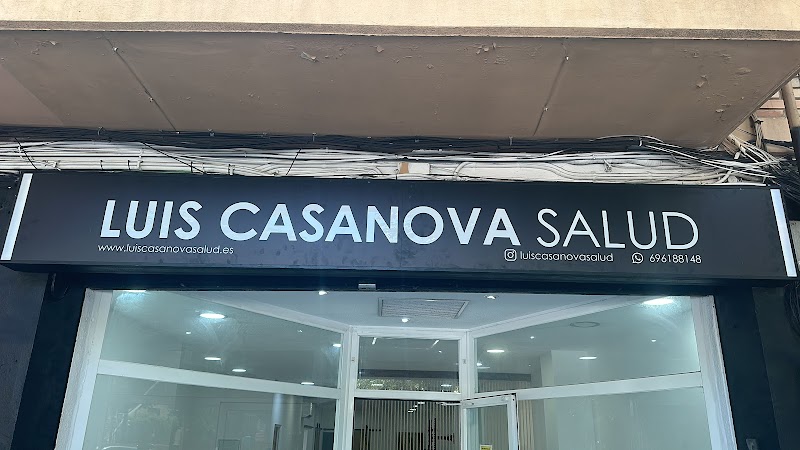 LUIS CASANOVA SALUD
www.luiscasanovasalud.es
luiscasanovasalud 696188148